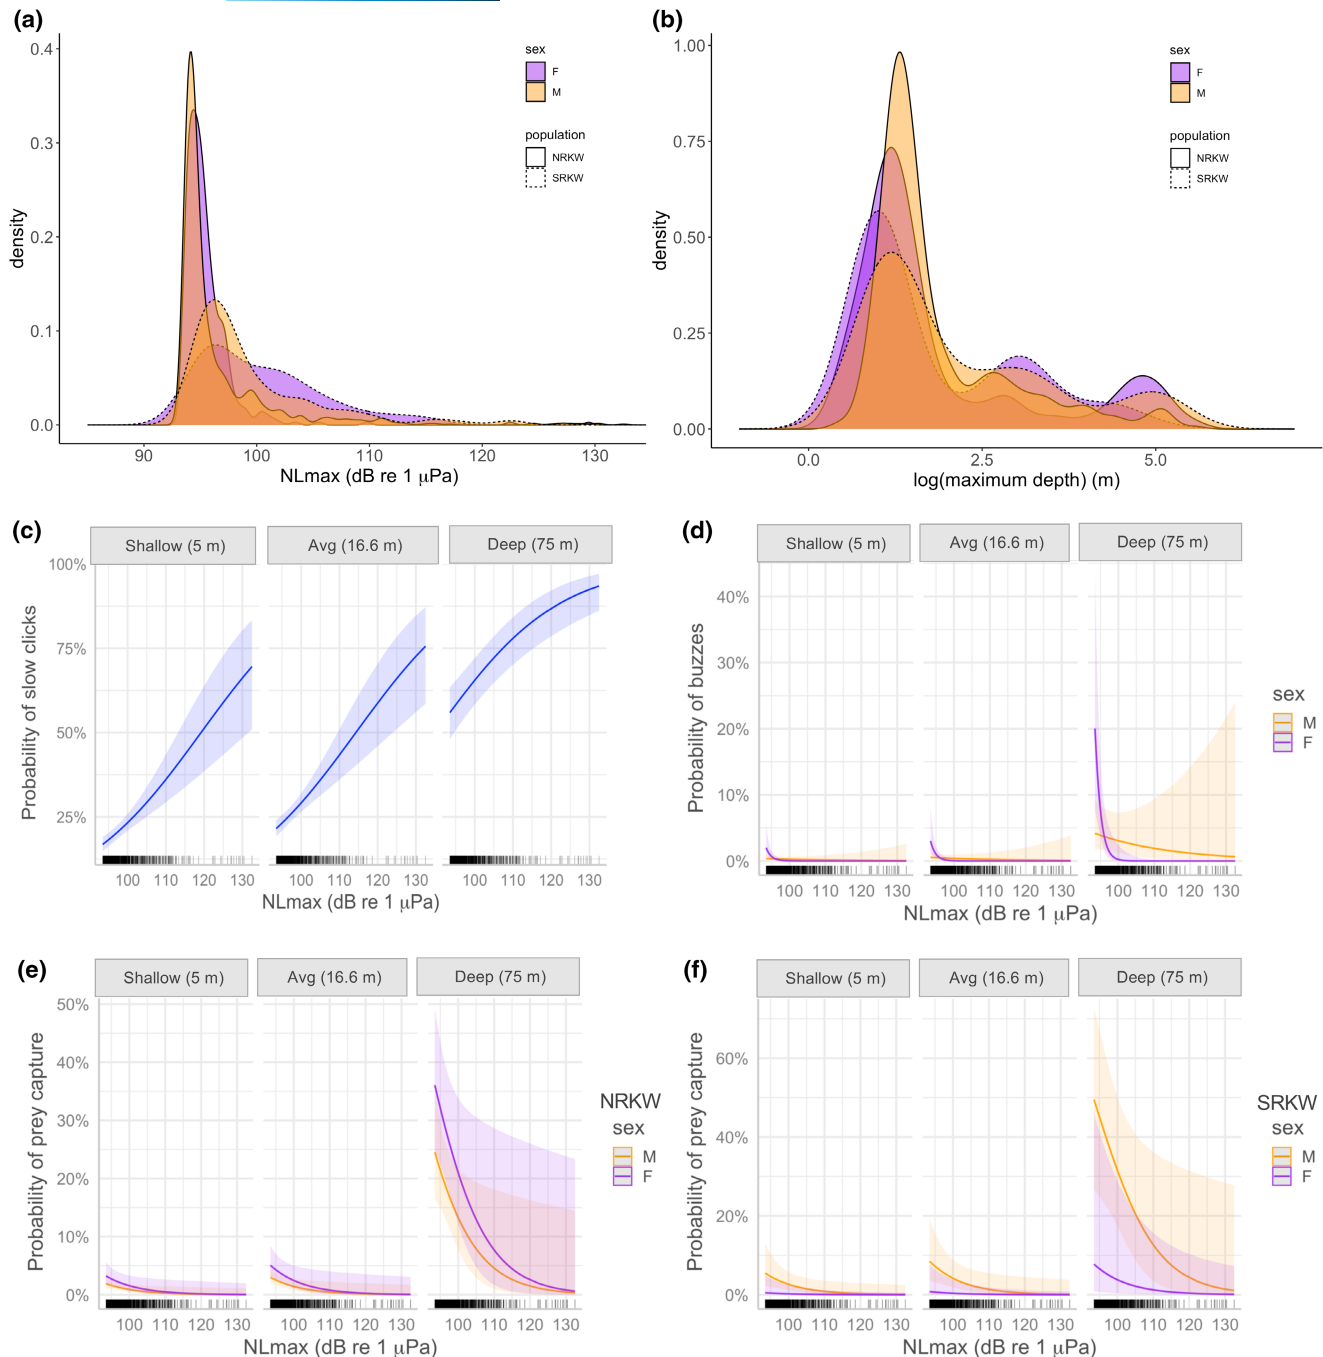 (a)
0.4
0.3
0.2
0.1
0.0
density
90 100 110 120 130
NLmax (dB re 1 μPa)
sex
F
M
population
NRKW
SRKW
(b)
1.00
0.75
0.50
0.25
0.00
density
0.0 2.5 5.0
log(maximum depth) (m)
sex
F
M
population
NRKW
SRKW
(c)
Shallow (5 m) Avg (16.6 m) Deep (75 m)
100%
75%
50%
25%
Probability of slow clicks
100 110 120 130 100 110 120 130 100 110 120 130
NLmax (dB re 1 μPa)
(d)
Shallow (5 m) Avg (16.6 m) Deep (75 m)
40%
30%
20%
10%
0%
Probability of buzzes
100 110 120 130 100 110 120 130 100 110 120 130
NLmax (dB re 1 μPa)
sex
M
F
(e)
Shallow (5 m) Avg (16.6 m) Deep (75 m)
50%
40%
30%
20%
10%
0%
Probability of prey capture
100 110 120 130 100 110 120 130 100 110 120 130
NLmax (dB re 1 μPa)
NRKW
sex
M
F
(f)
Shallow (5 m) Avg (16.6 m) Deep (75 m)
60%
40%
20%
0%
Probability of prey capture
100 110 120 130 100 110 120 130 100 110 120 130
NLmax (dB re 1 μPa)
SRKW
sex
M
F